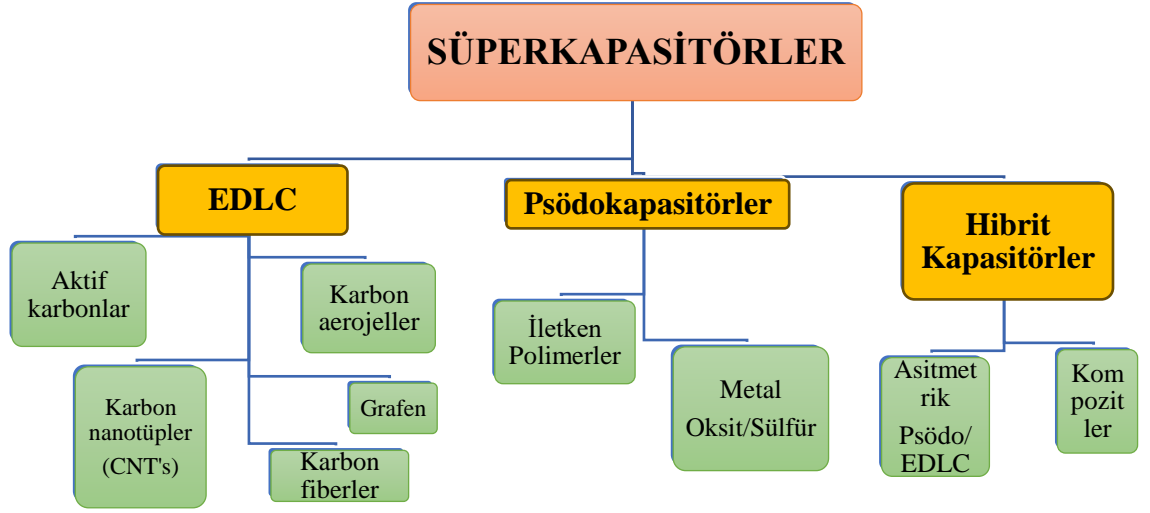 SÜPERKAPASİTÖRLER
EDLC
Psödokapasitörler
Hibrit
Kapasitörler
Aktif
karbonlar
Karbon
aerojeller
Karbon
nanotüpler
(CNT's)
Grafen
Karbon
fiberler
İletken
Polimerler
Metal
Oksit/Sülfür
Asitmet
rik
Psödo/
EDLC
Kom
pozit
ler